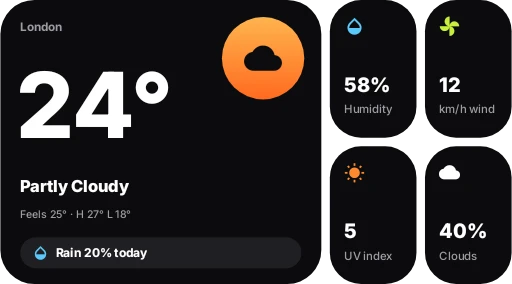 London
24°
Partly Cloudy
Feels 25° · H 27° L 18°
Rain 20% today
58%
Humidity
12
km/h wind
5
UV index
40%
Clouds